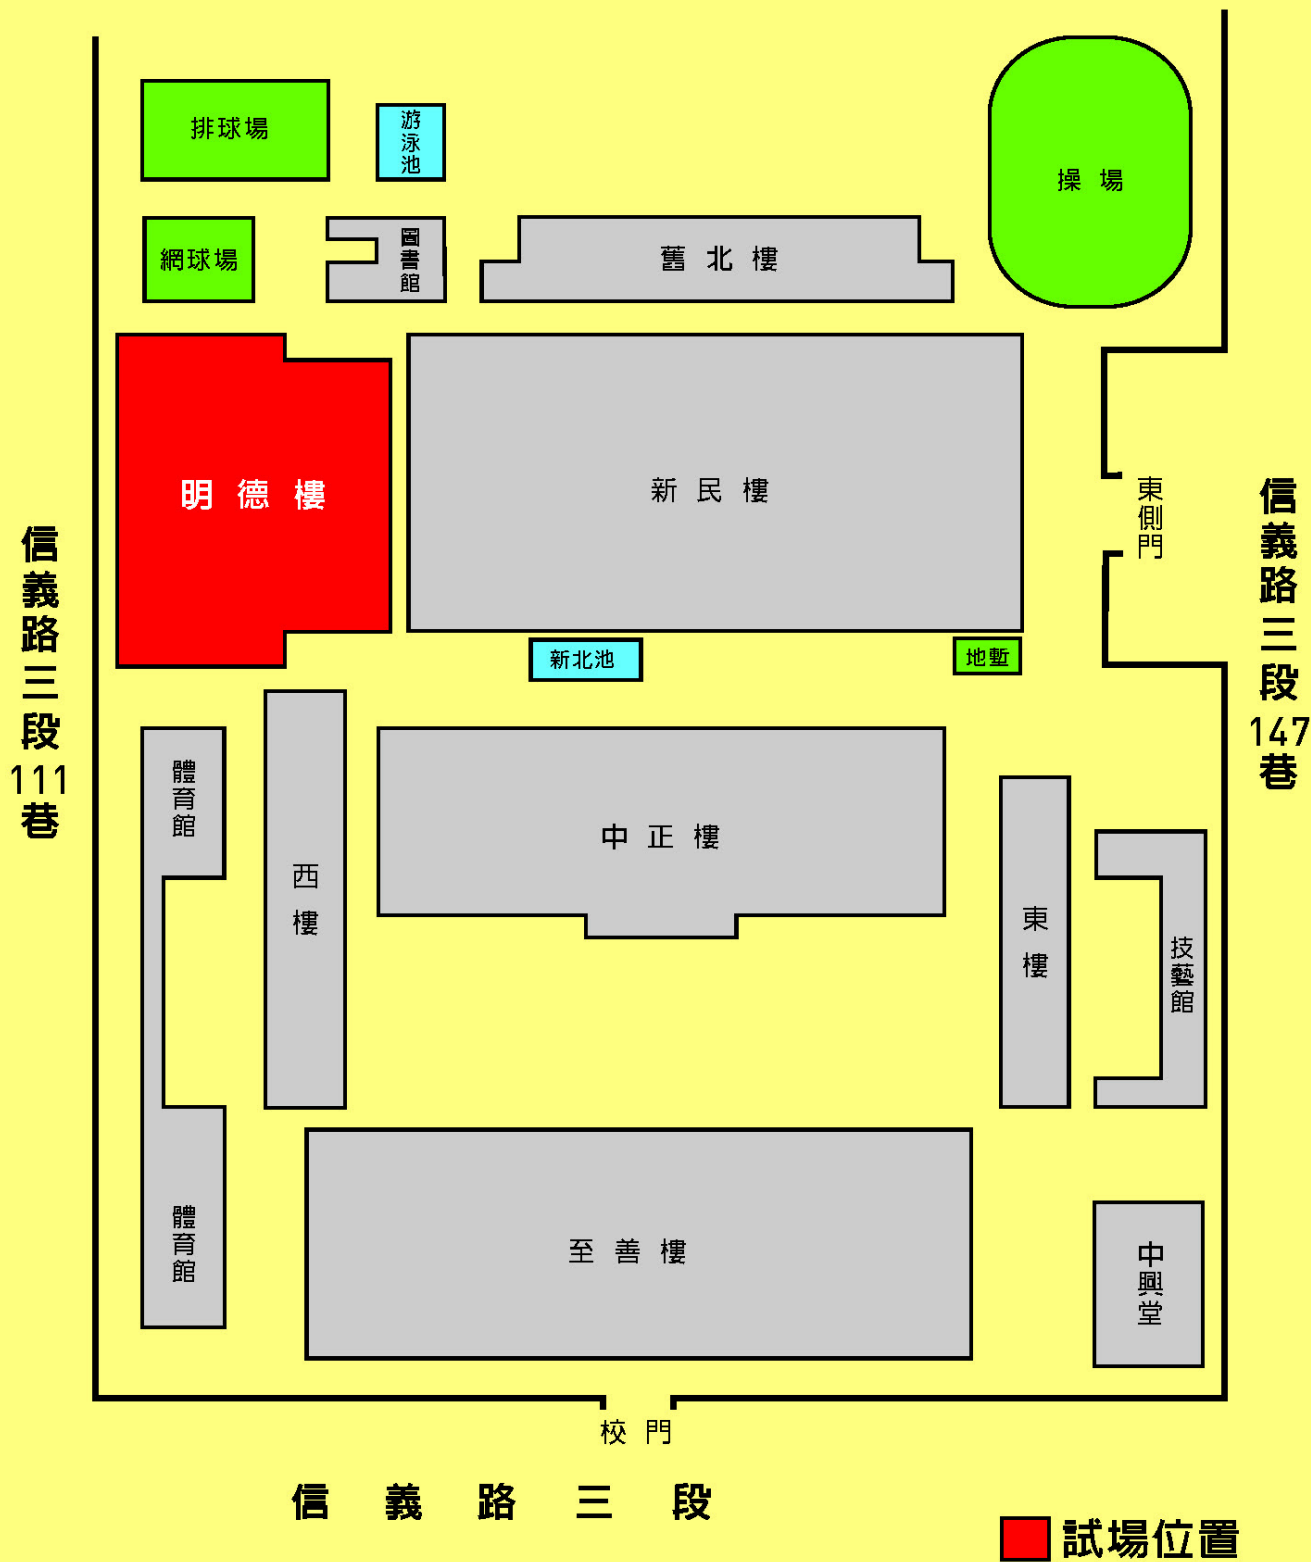 排球場
游泳池
操場
網球場
圖書館
舊北樓
明德樓
新民樓
東側門
信義路三段111巷
信義路三段147巷
新北池
地塹
體育館
西樓
中正樓
東樓
技藝館
體育館
至善樓
中興堂
校門
信義路三段
試場位置